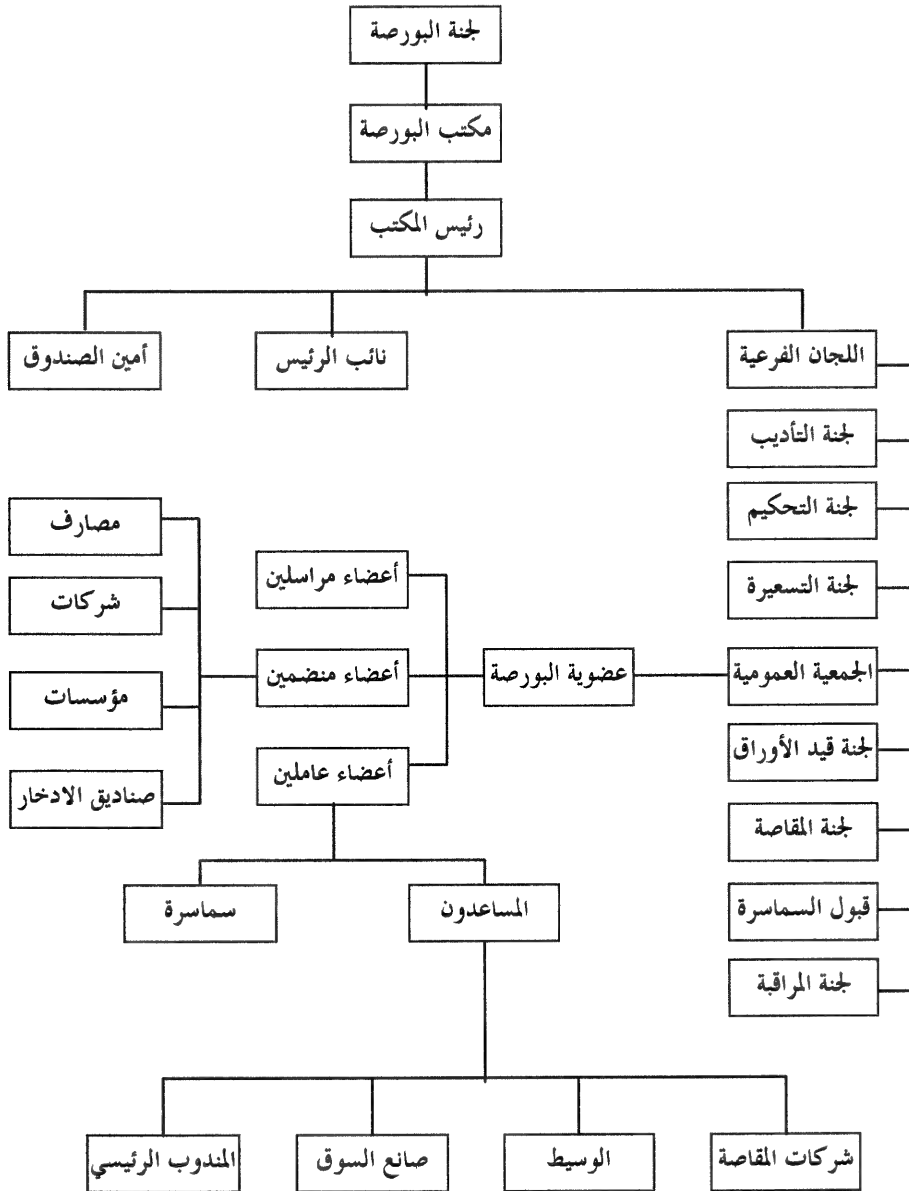 لجنة البورصة
مكتب البورصة
رئيس المكتب
اللجان الفرعية
نائب الرئيس
أمين الصندوق
لجنة التأديب
لجنة التحكيم
مصارف
أعضاء مراسلين
لجنة التسعيرة
شركات
الجمعية العمومية
عضوية البورصة
أعضاء منضمين
مؤسسات
لجنة قيد الأوراق
أعضاء عاملين
صناديق الادخار
لجنة المقاصة
قبول السماسرة
المساعدون
سماسرة
لجنة المراقبة
شركات المقاصة
الوسيط
صانع السوق
المندوب الرئيسي